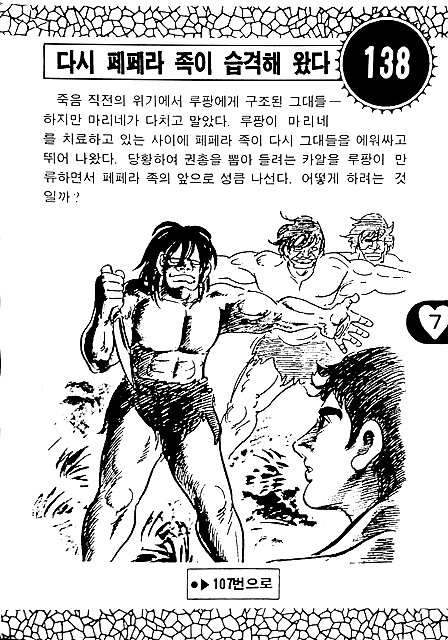 다시 페페라 족이 습격해 왔다
138
죽음 직전의 위기에서 루팡에게 구조된 그대들―
하지만 마리네가 다치고 말았다. 루팡이 마리네
를 치료하고 있는 사이에 페페라 족이 다시 그대들을 에워싸고
뛰어 나왔다. 당황하여 권총을 뽑아 들려는 카알을 루팡이 만
류하면서 페페라 족의 앞으로 성큼 나선다. 어떻게 하려는 것
일까?
7
●▶107번으로